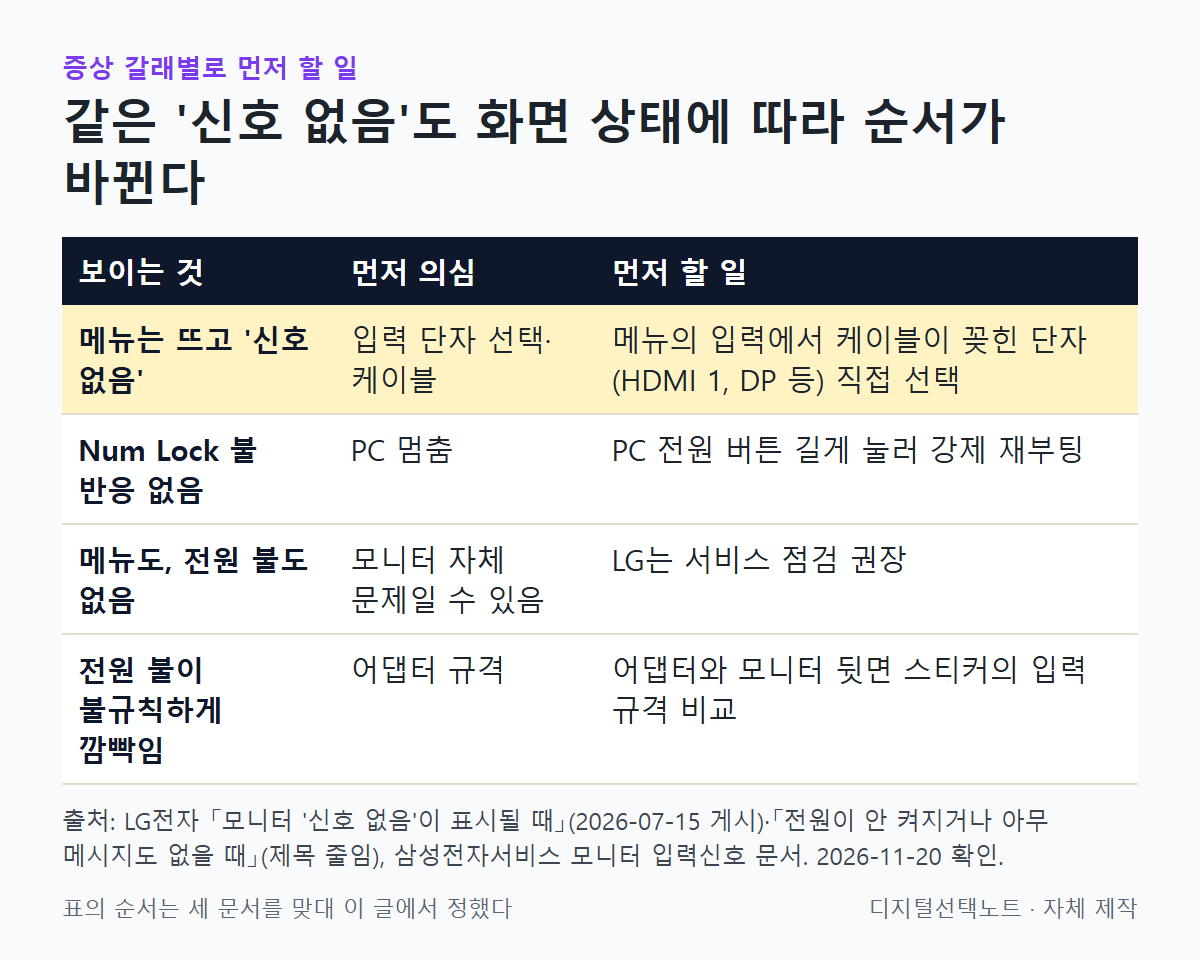 증상 갈래별로 먼저 할 일
같은 '신호 없음'도 화면 상태에 따라 순서가
바뀐다
보이는 것 먼저 의심 먼저 할 일
메뉴는 뜨고 '신호
없음'
입력 단자 선택·
케이블
메뉴의 입력에서 케이블이 꽂힌 단자
(HDMI 1, DP 등) 직접 선택
Num Lock 불
반응 없음
PC 멈춤
PC 전원 버튼 길게 눌러 강제 재부팅
메뉴도, 전원 불도
없음
모니터 자체
문제일 수 있음
LG는 서비스 점검 권장
전원 불이
불규칙하게
깜빡임
어댑터 규격
어댑터와 모니터 뒷면 스티커의 입력
규격 비교
출처: LG전자 「모니터 '신호 없음'이 표시될 때」(2026-07-15 게시)·「전원이 안 켜지거나 아무
메시지도 없을 때」(제목 줄임), 삼성전자서비스 모니터 입력신호 문서. 2026-11-20 확인.
표의 순서는 세 문서를 맞대 이 글에서 정했다
디지털선택노트 · 자체 제작